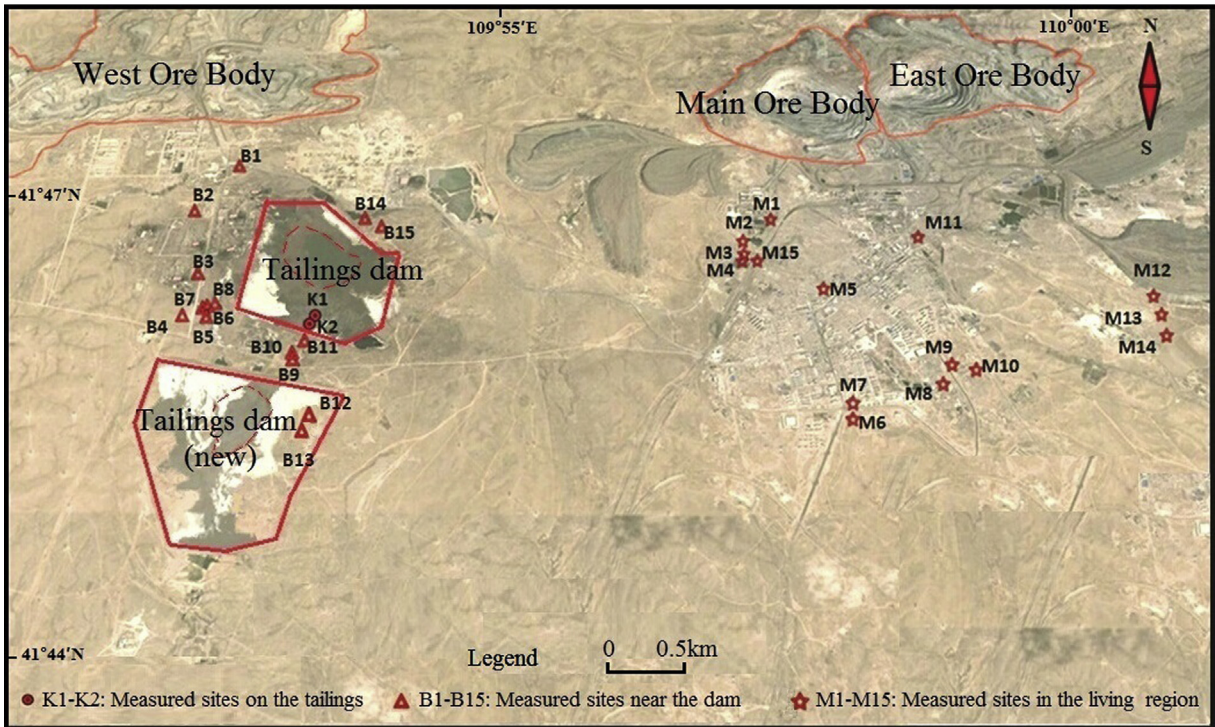 109°55′E
110°00′E
N
S
West Ore Body
Main Ore Body
East Ore Body
41°47′N
B1
B2
B14
B15
B3
Tailings dam
K1
K2
B7
B8
B4
B5
B6
B10
B11
B9
B12
Tailings dam
(new)
B13
M1
M2
M3
M4
M15
M11
M5
M12
M13
M14
M9
M10
M8
M7
M6
41°44′N
Legend
0 0.5km
K1-K2: Measured sites on the tailings
B1-B15: Measured sites near the dam
M1-M15: Measured sites in the living region